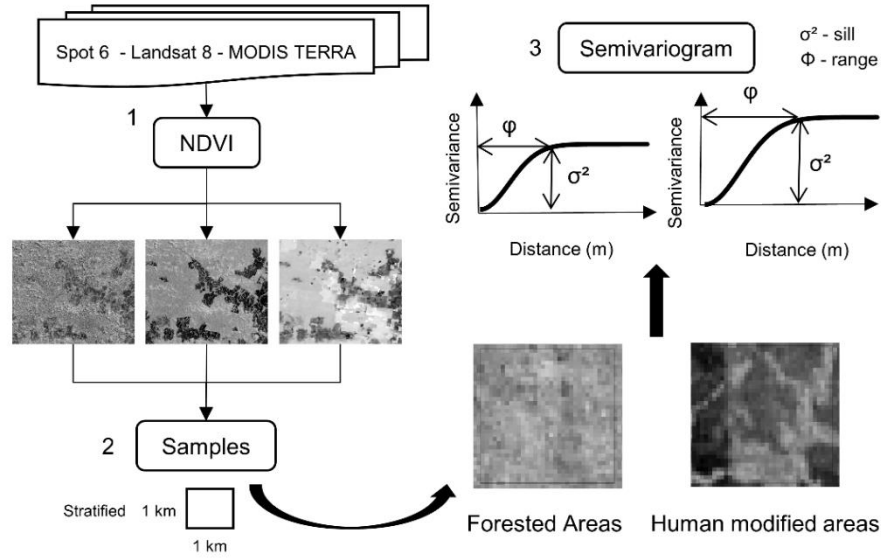 Spot 6 - Landsat 8 - MODIS TERRA
1
NDVI
2
Samples
Stratified
1 km
1 km
3
Semivariogram
σ² - sill
Φ - range
Semivariance
φ
σ²
Distance (m)
Semivariance
φ
σ²
Distance (m)
Forested Areas
Human modified areas